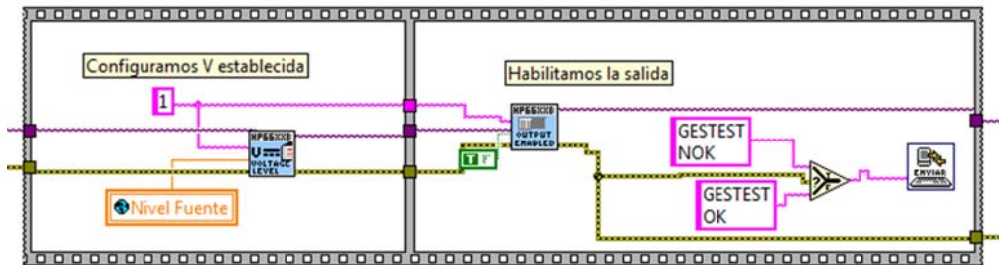 Configuramos V establecida
1
HP66XXB
V
VOLTAGE
LEVEL
Nivel Fuente
Habilitamos la salida
HP66XXB
OUTPUT
ENABLED
T F
GESTEST
NOK
GESTEST
OK
?
ENVIAR